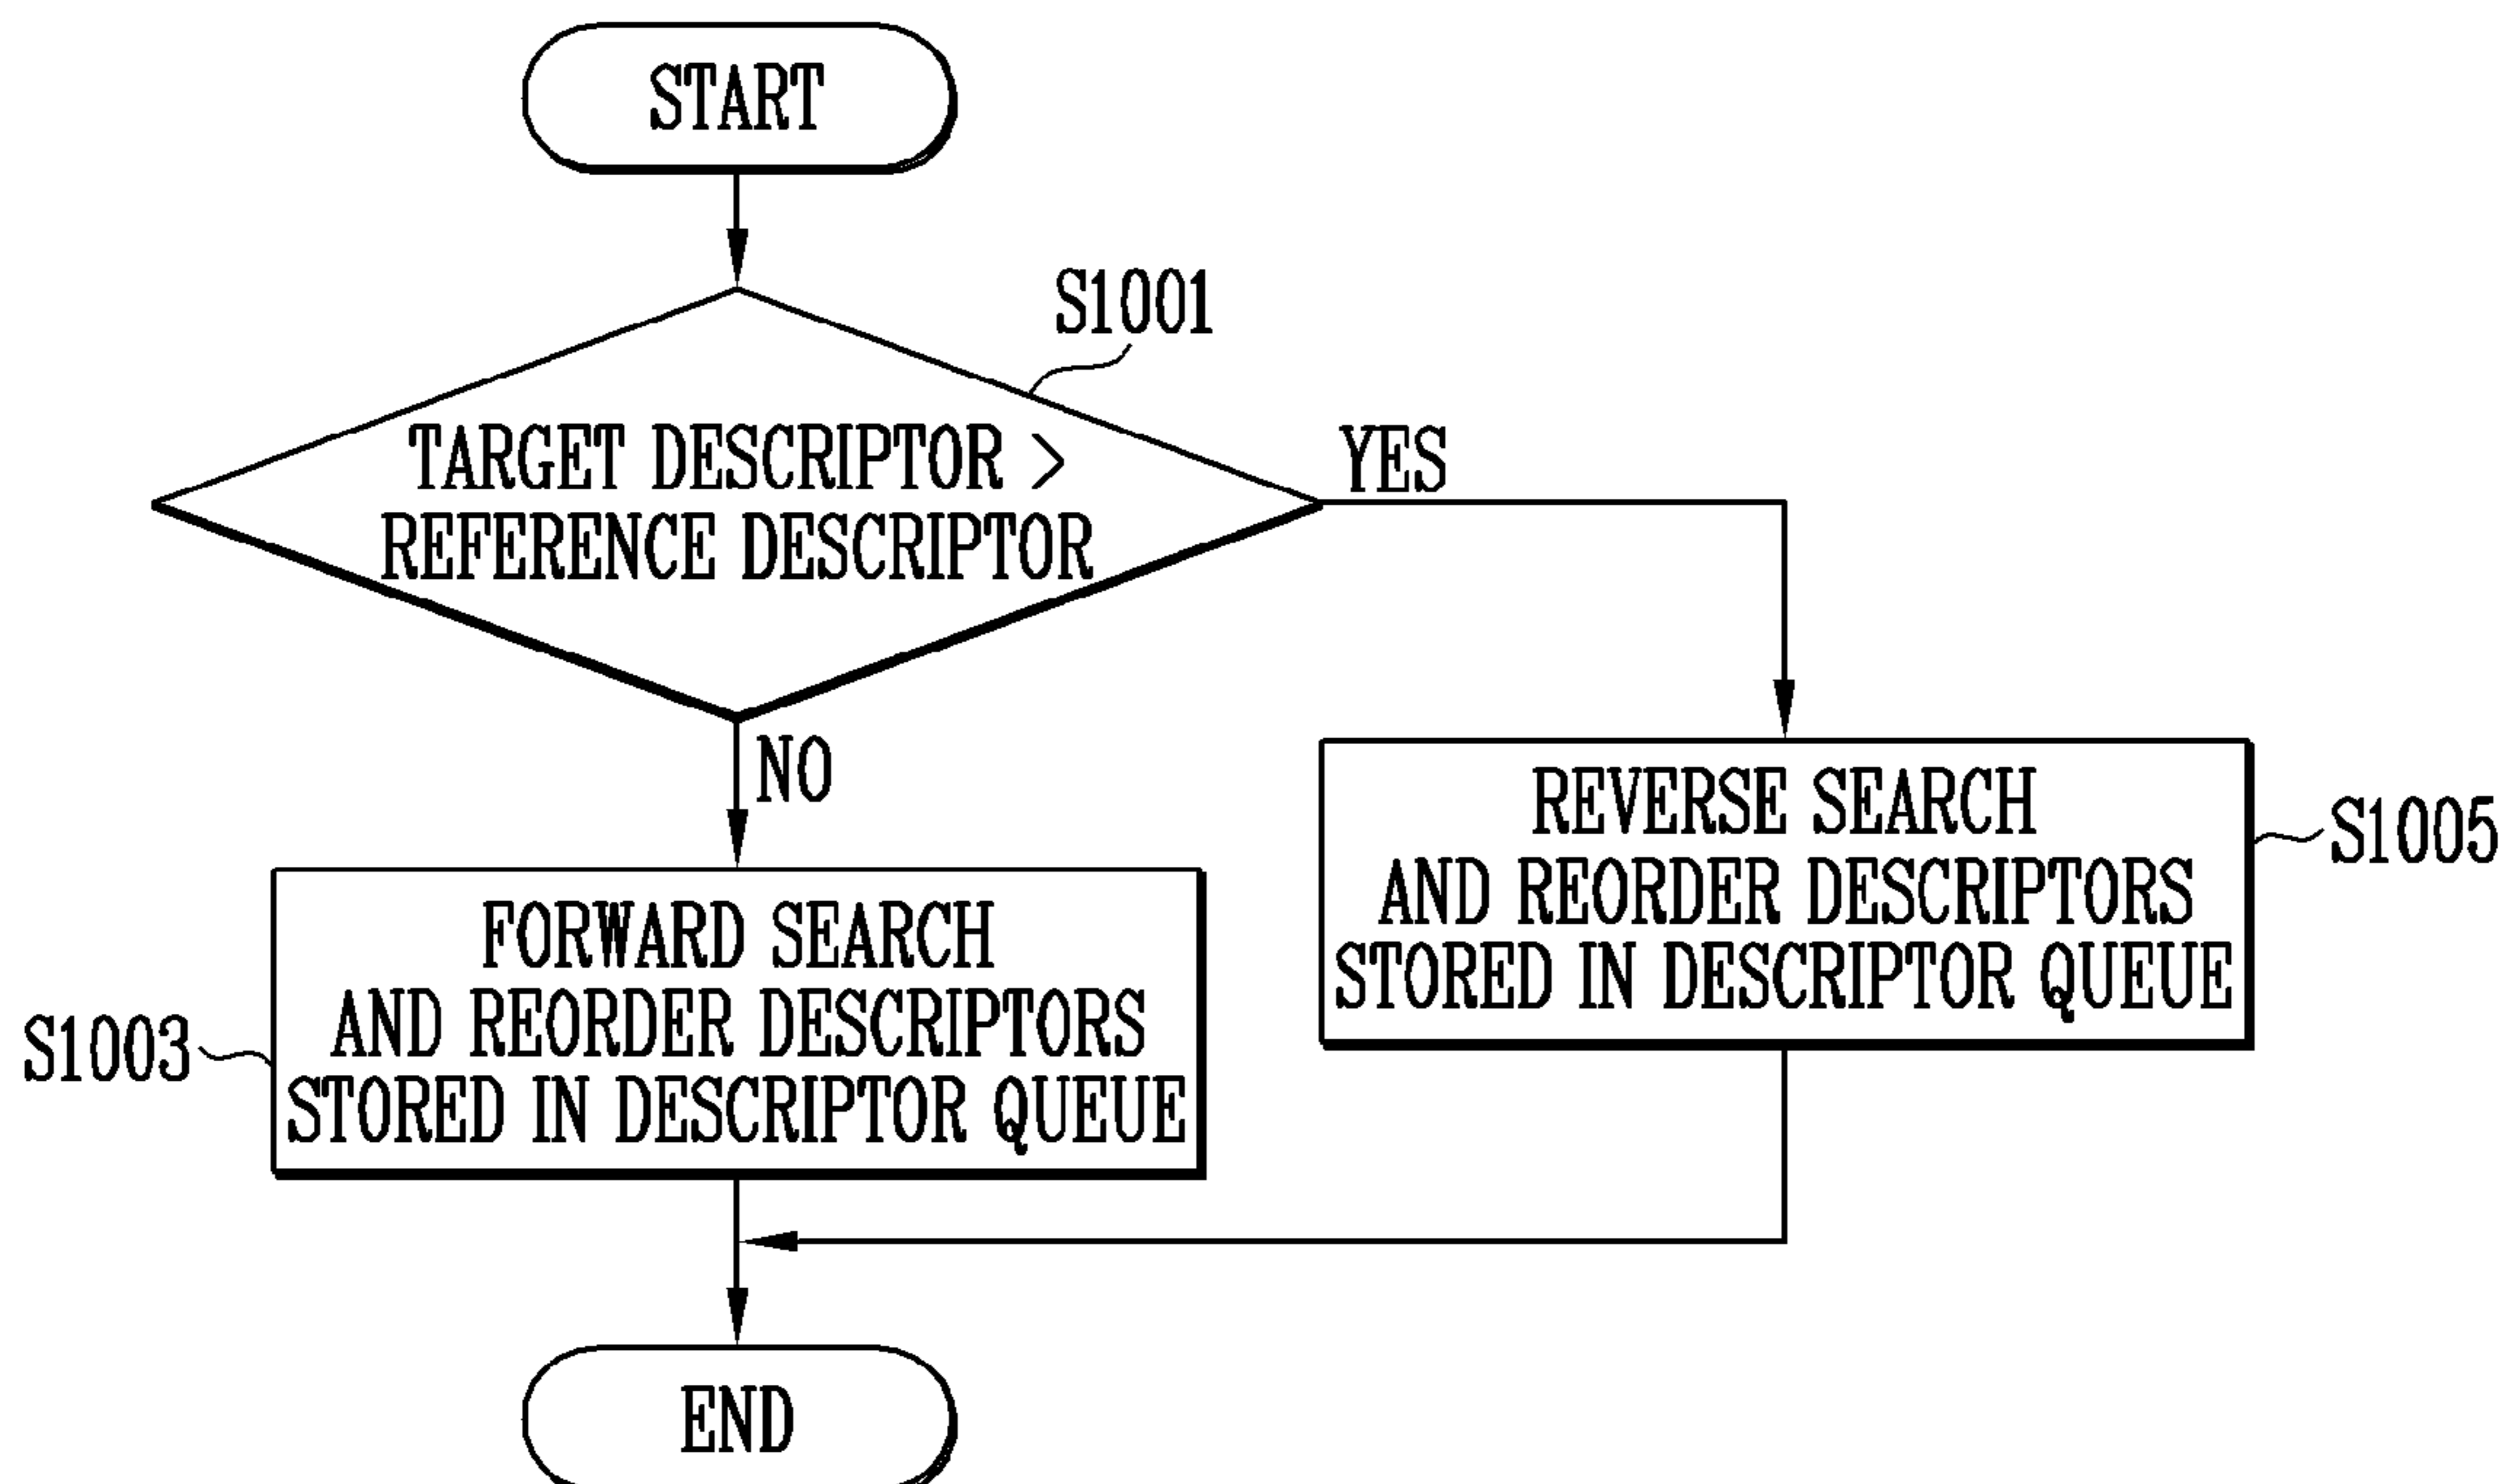 START
S1001
TARGET DESCRIPTOR >
REFERENCE DESCRIPTOR
YES
NO
REVERSE SEARCH
AND REORDER DESCRIPTORS
STORED IN DESCRIPTOR QUEUE
S1005
FORWARD SEARCH
AND REORDER DESCRIPTORS
STORED IN DESCRIPTOR QUEUE
S1003
END